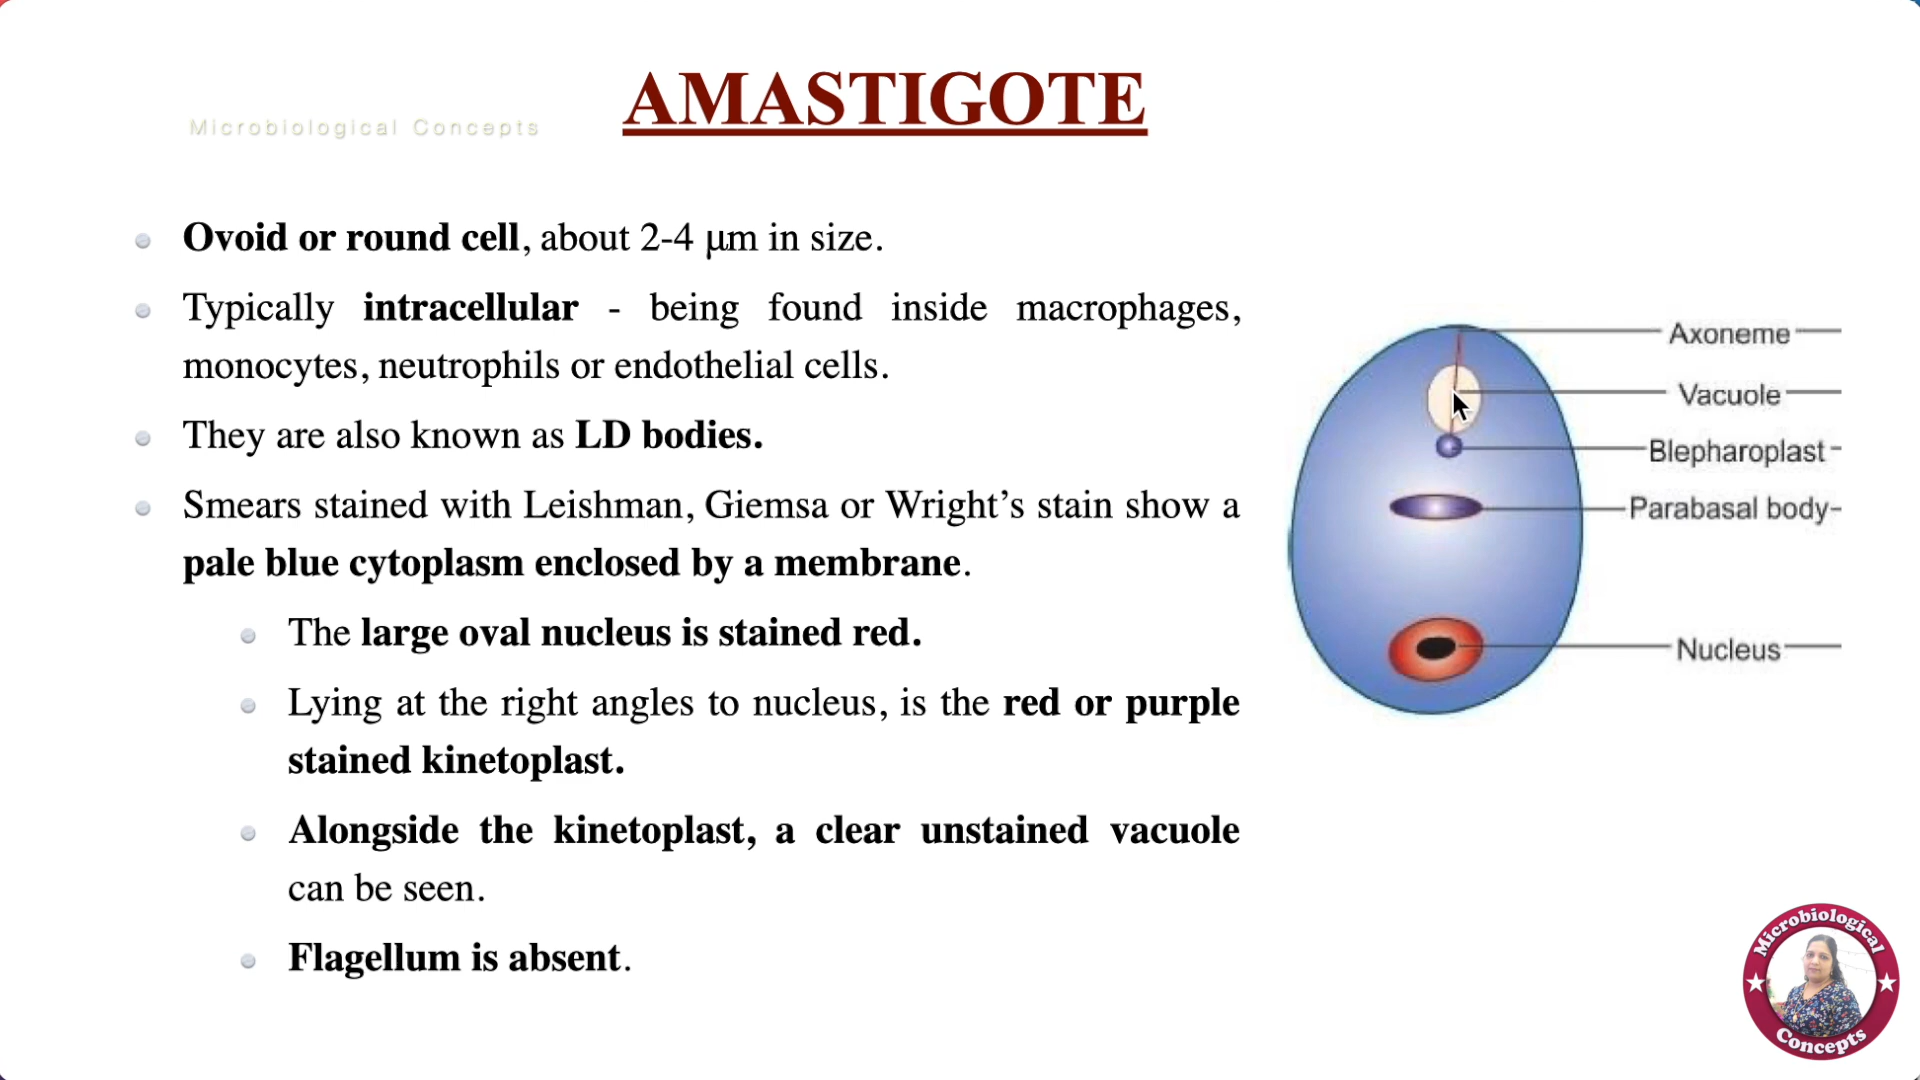 AMASTIGOTE
Microbiological Concepts
Ovoid or round cell, about 2-4 μm in size.
Typically intracellular - being found inside macrophages,
monocytes, neutrophils or endothelial cells.
They are also known as LD bodies.
Smears stained with Leishman, Giemsa or Wright’s stain show a
pale blue cytoplasm enclosed by a membrane.
The large oval nucleus is stained red.
Lying at the right angles to nucleus, is the red or purple
stained kinetoplast.
Alongside the kinetoplast, a clear unstained vacuole
can be seen.
Flagellum is absent.
Axoneme
Vacuole
Blepharoplast
Parabasal body
Nucleus
Microbiological
Concepts